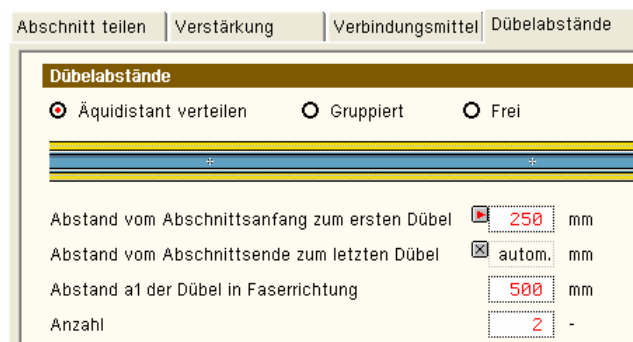 Abschnitt teilen Verstärkung Verbindungsmittel Dübelabstände
Dübelabstände
Äquidistant verteilen Gruppiert Frei
Abstand vom Abschnittsanfang zum ersten Dübel 250 mm
Abstand vom Abschnittsende zum letzten Dübel autom. mm
Abstand a1 der Dübel in Faserrichtung 500 mm
Anzahl 2 -